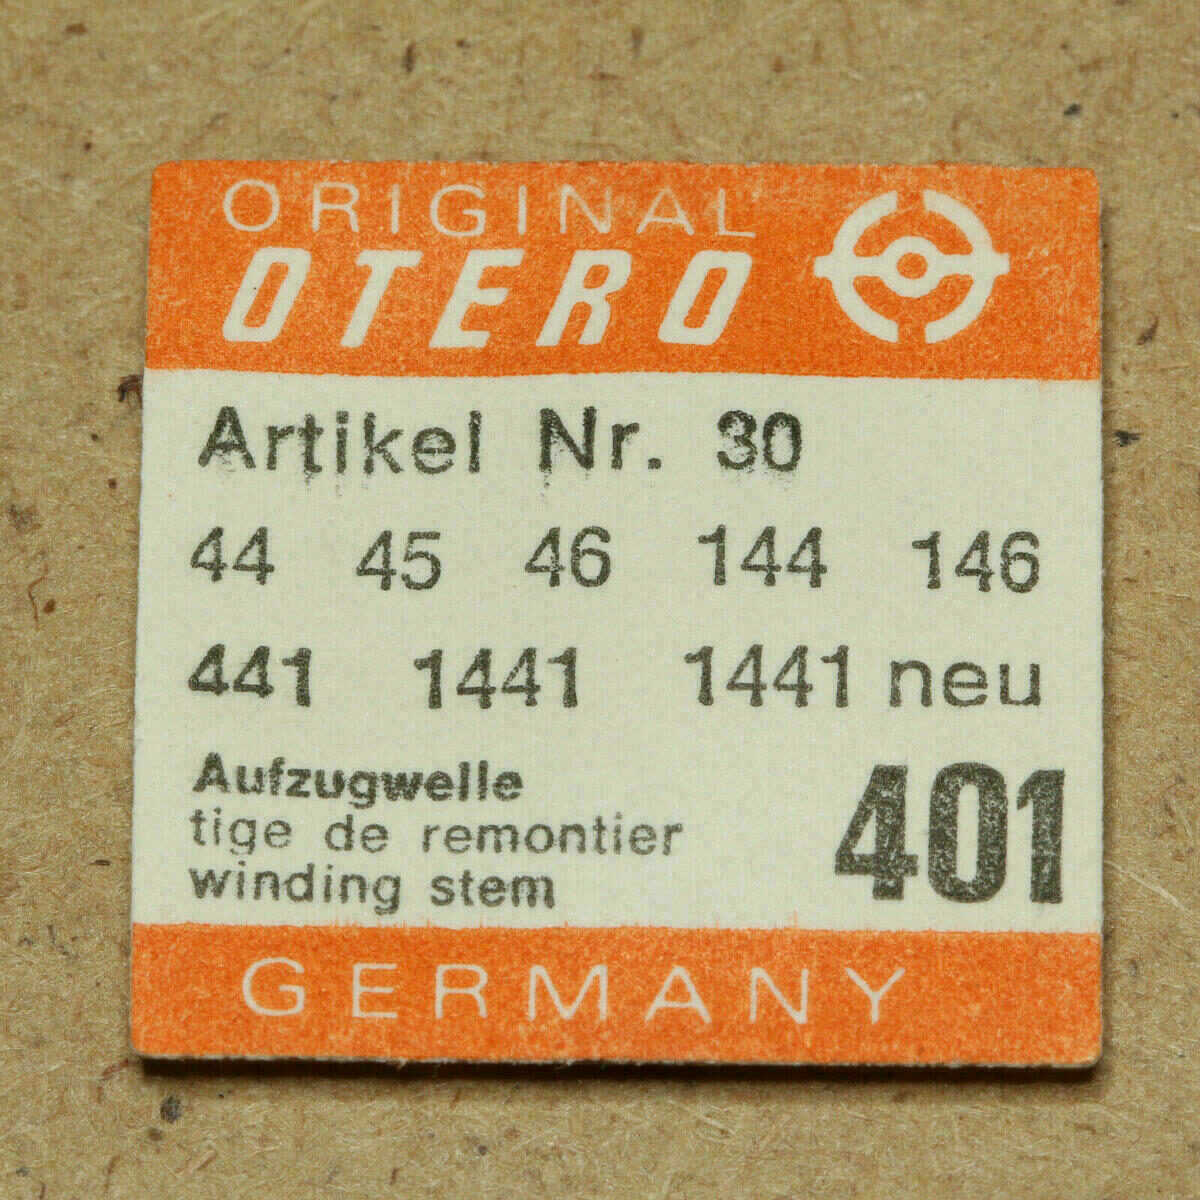 ORIGINAL
OTERO
Artikel Nr. 30
44 45 46 144 146
441 1441 1441 neu
Aufzugwelle
tige de remontier
winding stem
401
GERMANY